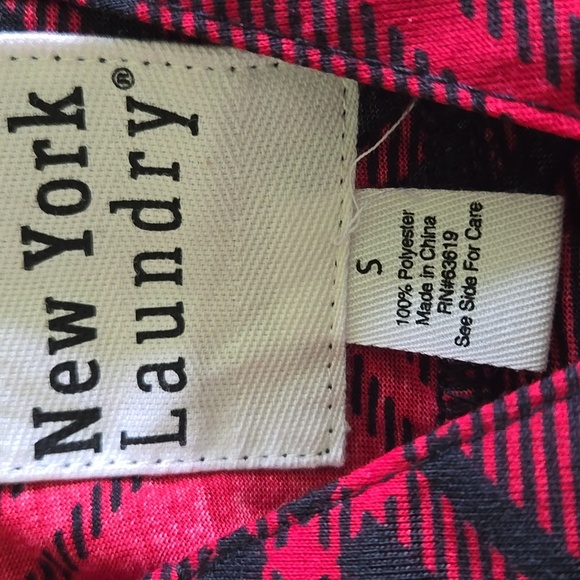 New York
Laundry®
S
100% Polyester
Made in China
RN#63619
See Side For Care